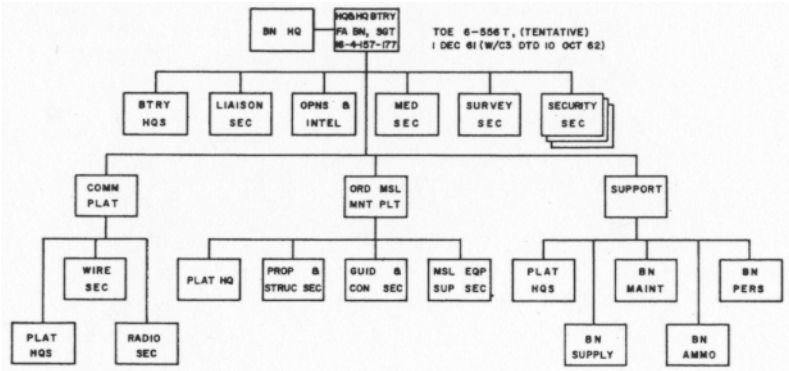 BN HQ
HQ&HQ BTRY
FA BN, SGT
16-4-157-177
TOE 6-556T, (TENTATIVE)
1 DEC 61 (W/C3 DTD 10 OCT 62)
BTRY
HQS
LIAISON
SEC
OPNS &
INTEL
MED
SEC
SURVEY
SEC
SECURITY
SEC
COMM
PLAT
ORD MSL
MNT PLT
SUPPORT
WIRE
SEC
PLAT
HQS
RADIO
SEC
PLAT HQ
PROP &
STRUC SEC
GUID &
CON SEC
MSL EQP
SUP SEC
PLAT
HQS
BN
MAINT
BN
PERS
BN
SUPPLY
BN
AMMO